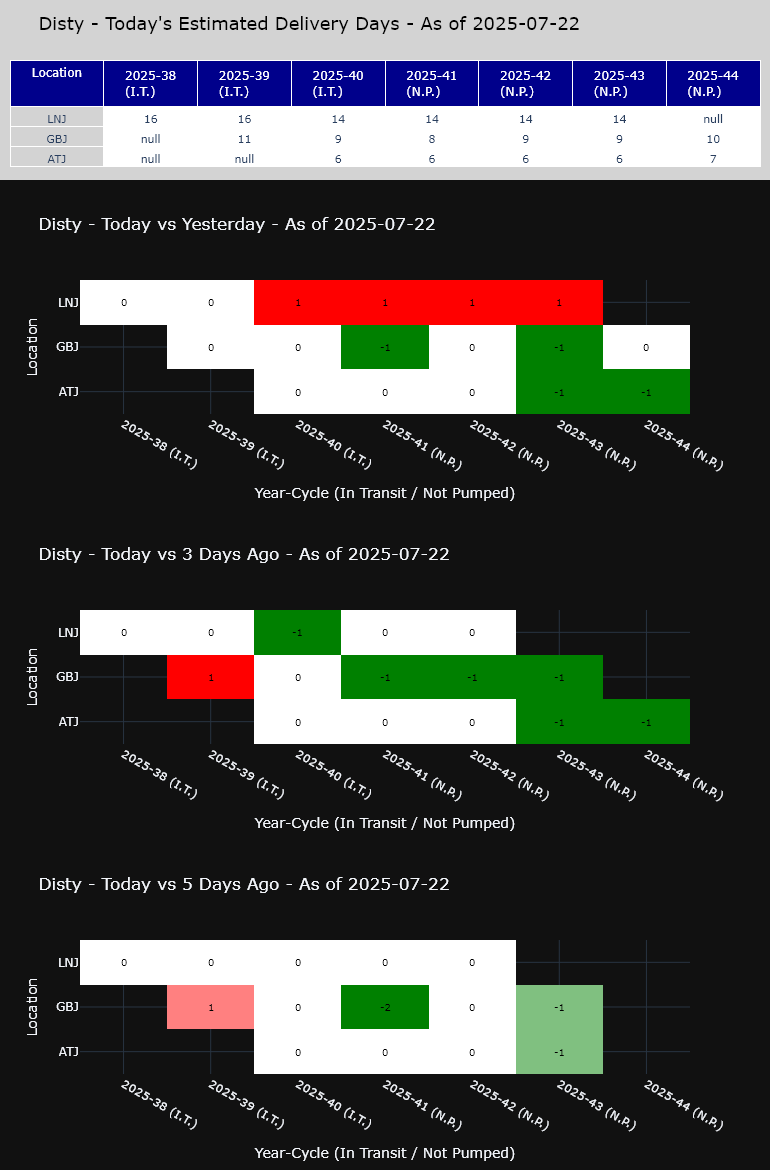 Disty - Today's Estimated Delivery Days - As of 2025-07-22
Location 2025-38 (I.T.) 2025-39 (I.T.) 2025-40 (I.T.) 2025-41 (N.P.) 2025-42 (N.P.) 2025-43 (N.P.) 2025-44 (N.P.)
LNJ 16 16 14 14 14 14 null
GBJ null 11 9 8 9 9 10
ATJ null null 6 6 6 6 7
Disty - Today vs Yesterday - As of 2025-07-22
Location
LNJ 0 0 1 1 1 1
GBJ 0 0 -1 0 -1 0
ATJ 0 0 0 -1 -1
2025-38 (I.T.) 2025-39 (I.T.) 2025-40 (I.T.) 2025-41 (N.P.) 2025-42 (N.P.) 2025-43 (N.P.) 2025-44 (N.P.)
Year-Cycle (In Transit / Not Pumped)
Disty - Today vs 3 Days Ago - As of 2025-07-22
Location
LNJ 0 0 -1 0 0
GBJ 1 0 -1 -1 -1
ATJ 0 0 0 -1 -1
2025-38 (I.T.) 2025-39 (I.T.) 2025-40 (I.T.) 2025-41 (N.P.) 2025-42 (N.P.) 2025-43 (N.P.) 2025-44 (N.P.)
Year-Cycle (In Transit / Not Pumped)
Disty - Today vs 5 Days Ago - As of 2025-07-22
Location
LNJ 0 0 0 0 0
GBJ 1 0 -2 0 -1
ATJ 0 0 0 -1
2025-38 (I.T.) 2025-39 (I.T.) 2025-40 (I.T.) 2025-41 (N.P.) 2025-42 (N.P.) 2025-43 (N.P.) 2025-44 (N.P.)
Year-Cycle (In Transit / Not Pumped)